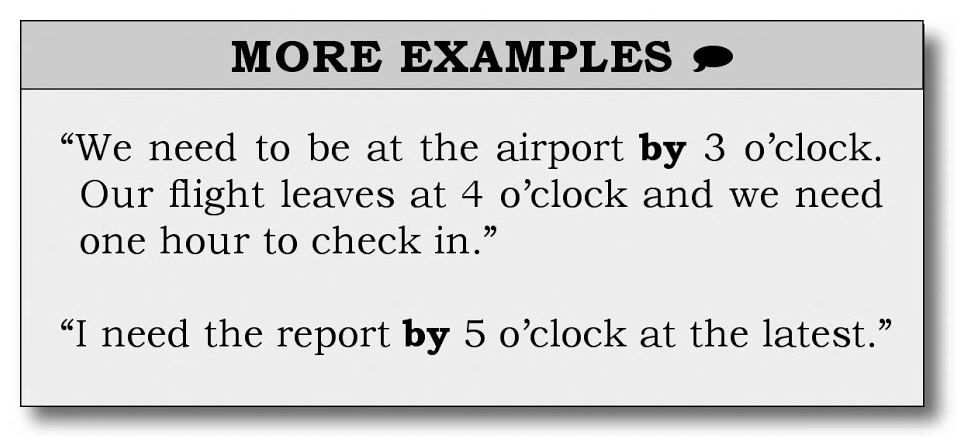 MORE EXAMPLES
“We need to be at the airport by 3 o’clock.
Our flight leaves at 4 o’clock and we need
one hour to check in.”
“I need the report by 5 o’clock at the latest.”